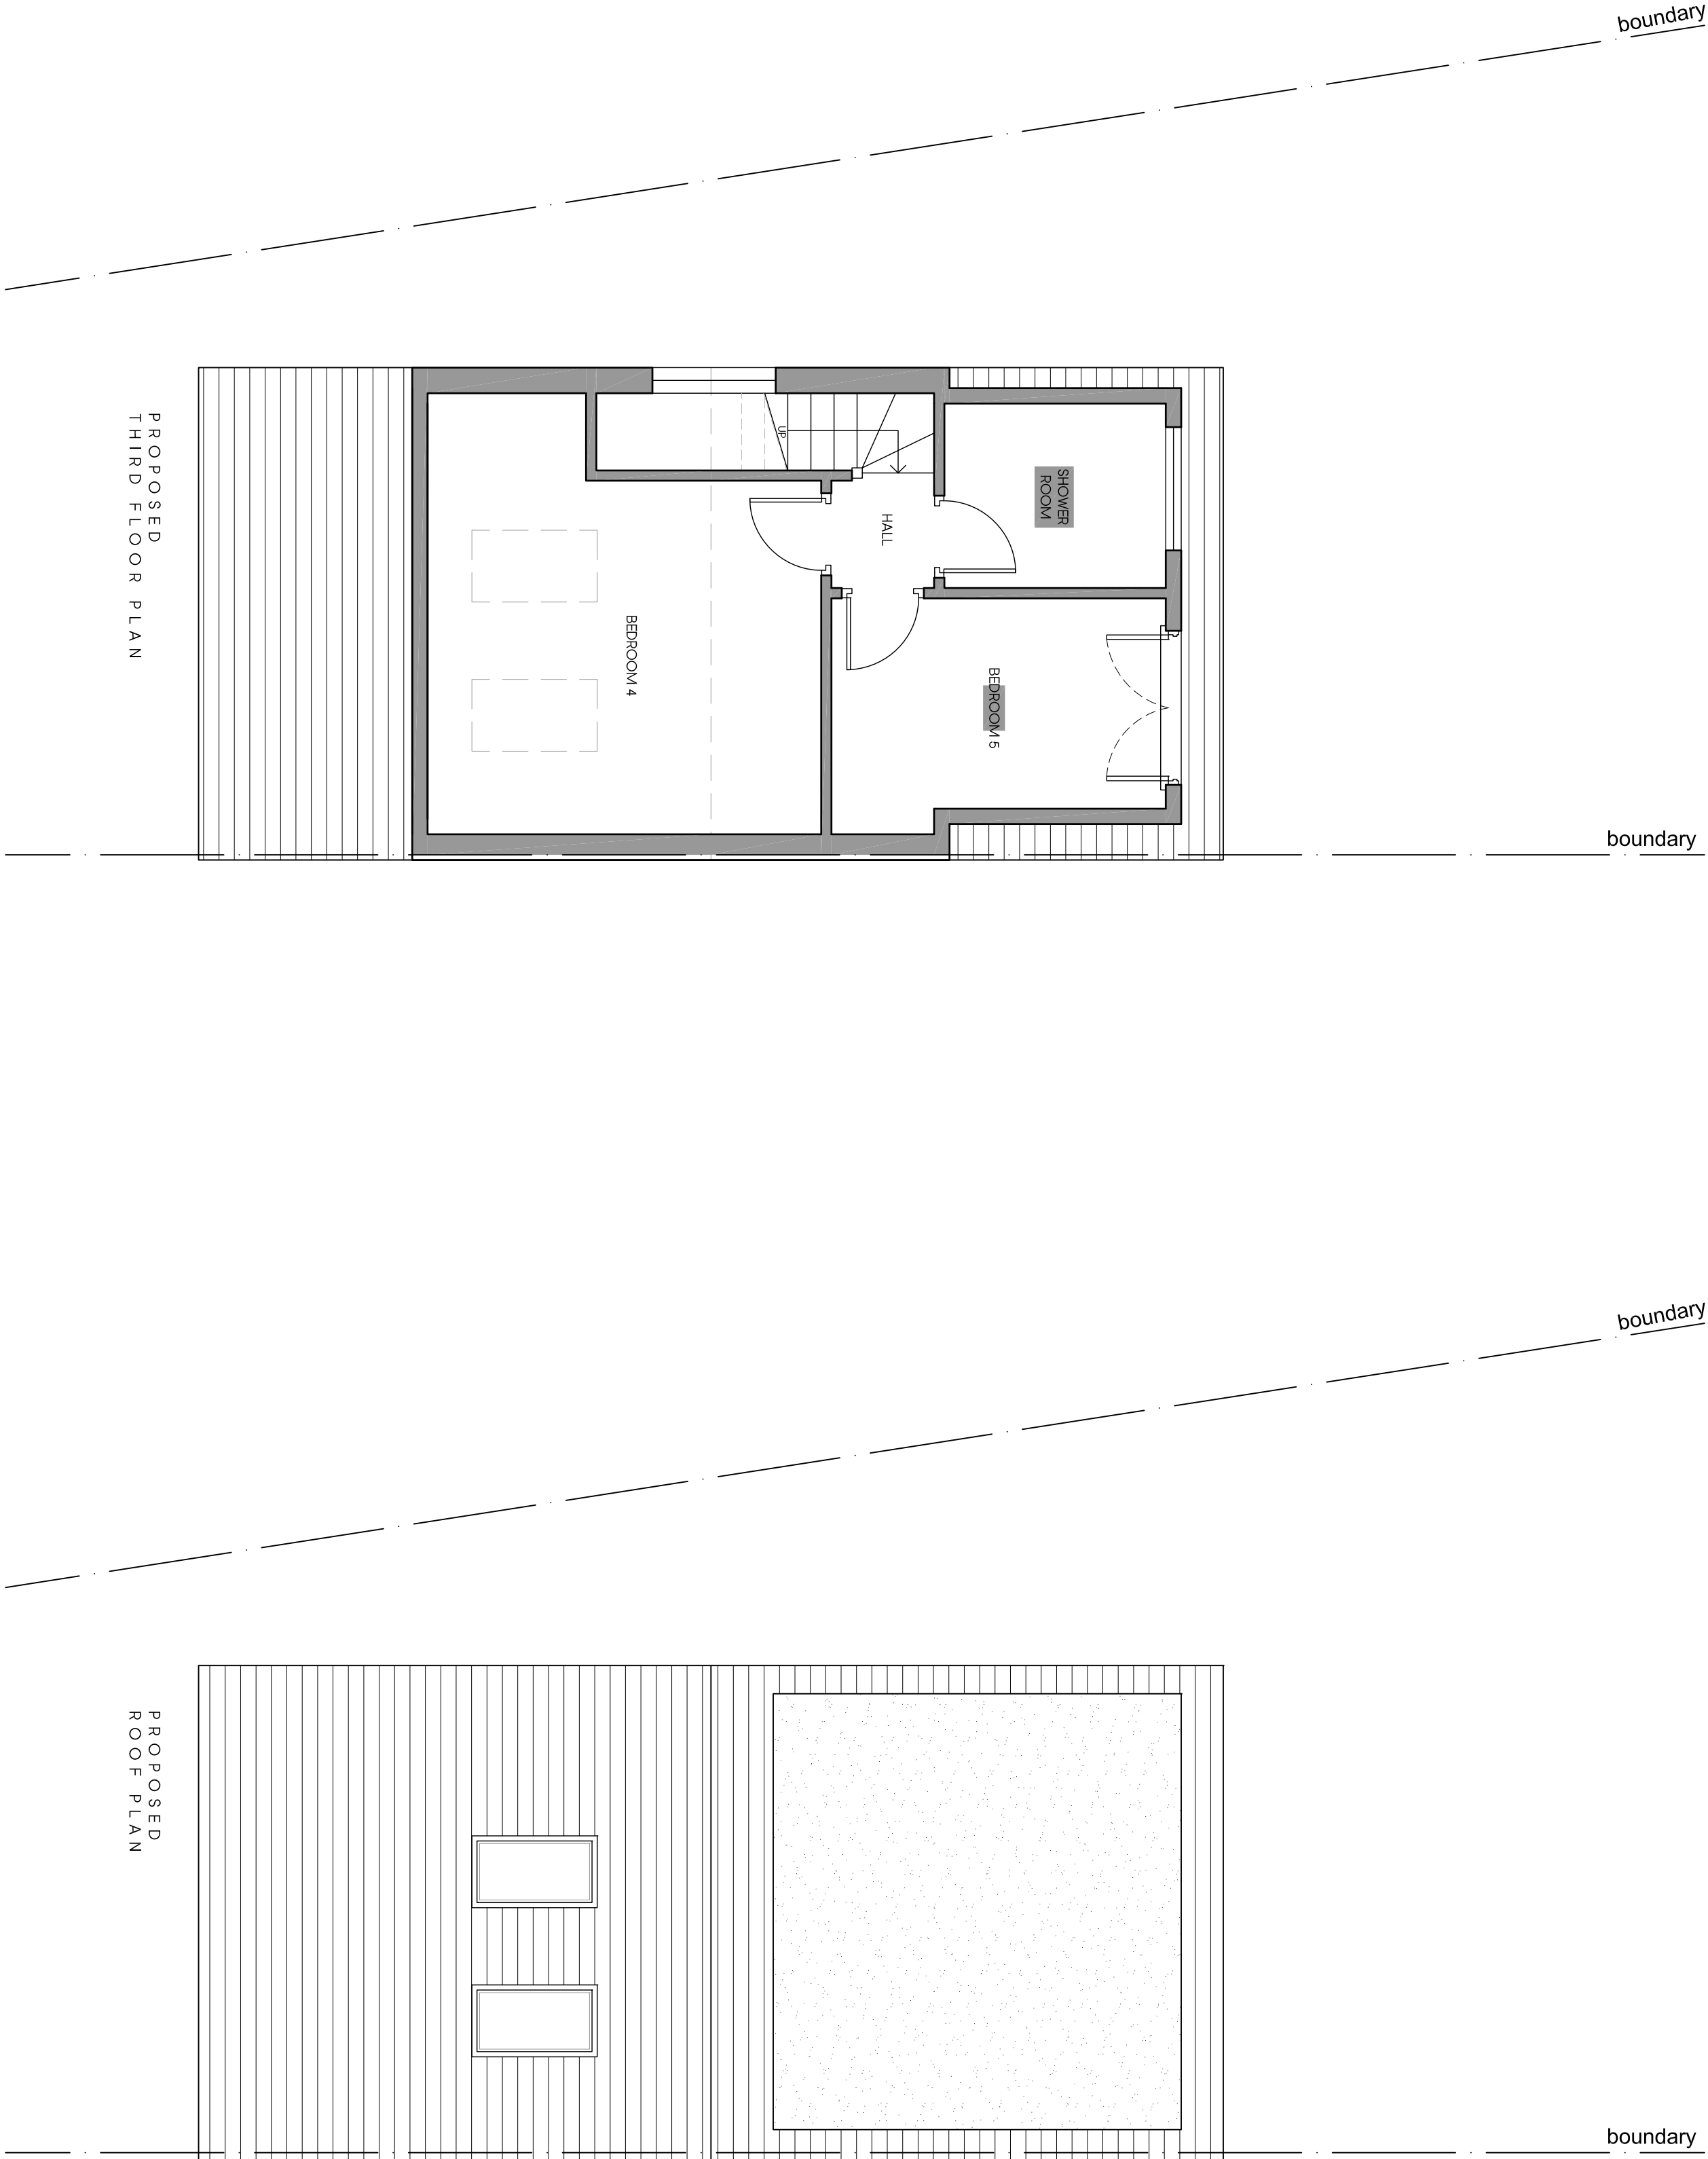 boundary
PROPOSED
THIRD FLOOR PLAN
UP
HALL
SHOWER
ROOM
BEDROOM 4
BEDROOM 5
boundary
boundary
PROPOSED
ROOF PLAN
boundary